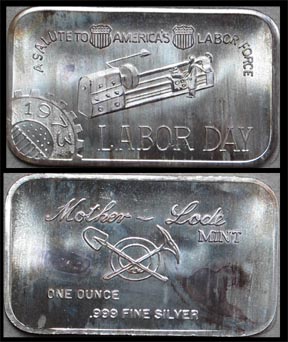 A SALUTE TO AMERICA'S LABOR FORCE
1973
LABOR DAY
Mother - Lode
MINT
ONE OUNCE
.999 FINE SILVER